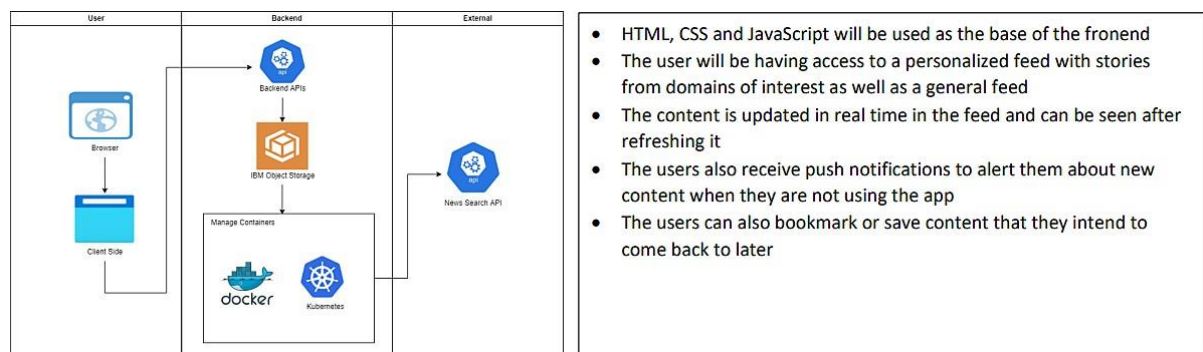 User
Backend
External
api
Backend APIs
Browser
IBM Object Storage
api
News Search API
Manage Containers
Client Side
docker
Kubernetes
• HTML, CSS and JavaScript will be used as the base of the fronend
• The user will be having access to a personalized feed with stories
from domains of interest as well as a general feed
• The content is updated in real time in the feed and can be seen after
refreshing it
• The users also receive push notifications to alert them about new
content when they are not using the app
• The users can also bookmark or save content that they intend to
come back to later